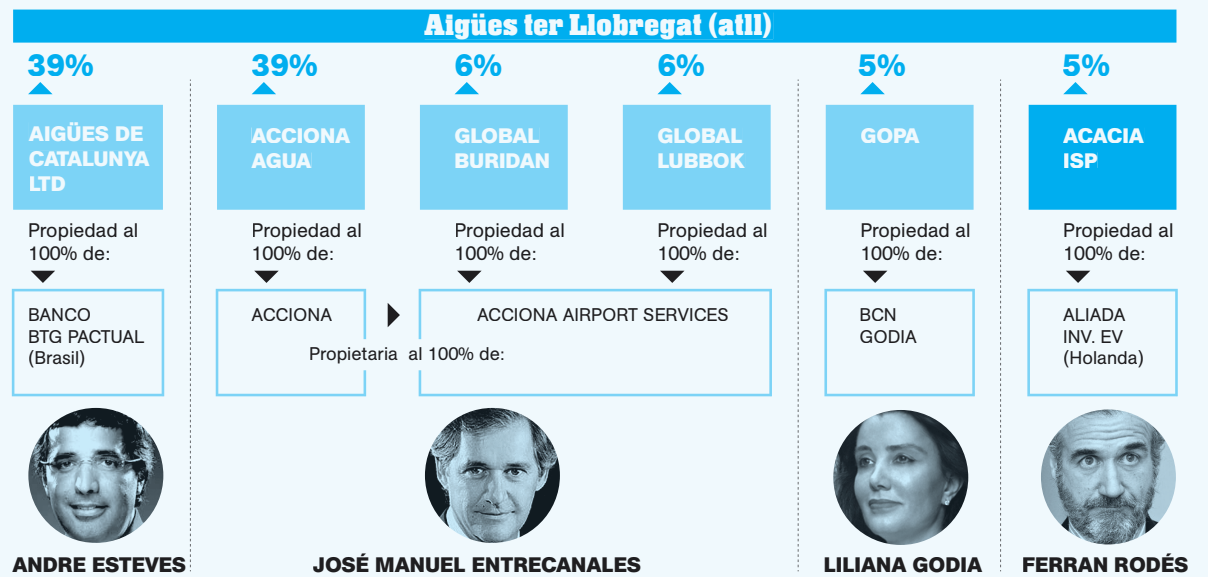 Aigües ter Llobregat (atll)
39%
39%
6%
6%
5%
5%
AIGÜES DE
CATALUNYA
LTD
ACCIONA
AGUA
GLOBAL
BURIDAN
GLOBAL
LUBBOK
GOPA
ACACIA
ISP
Propiedad al
100% de:
Propiedad al
100% de:
Propiedad al
100% de:
Propiedad al
100% de:
Propiedad al
100% de:
Propiedad al
100% de:
BANCO
BTG PACTUAL
(Brasil)
ACCIONA
ACCIONA AIRPORT SERVICES
Propietaria al 100% de:
BCN
GODIA
ALIADA
INV. EV
(Holanda)
ANDRE ESTEVES
JOSÉ MANUEL ENTRECANALES
LILIANA GODIA
FERRAN RODÉS